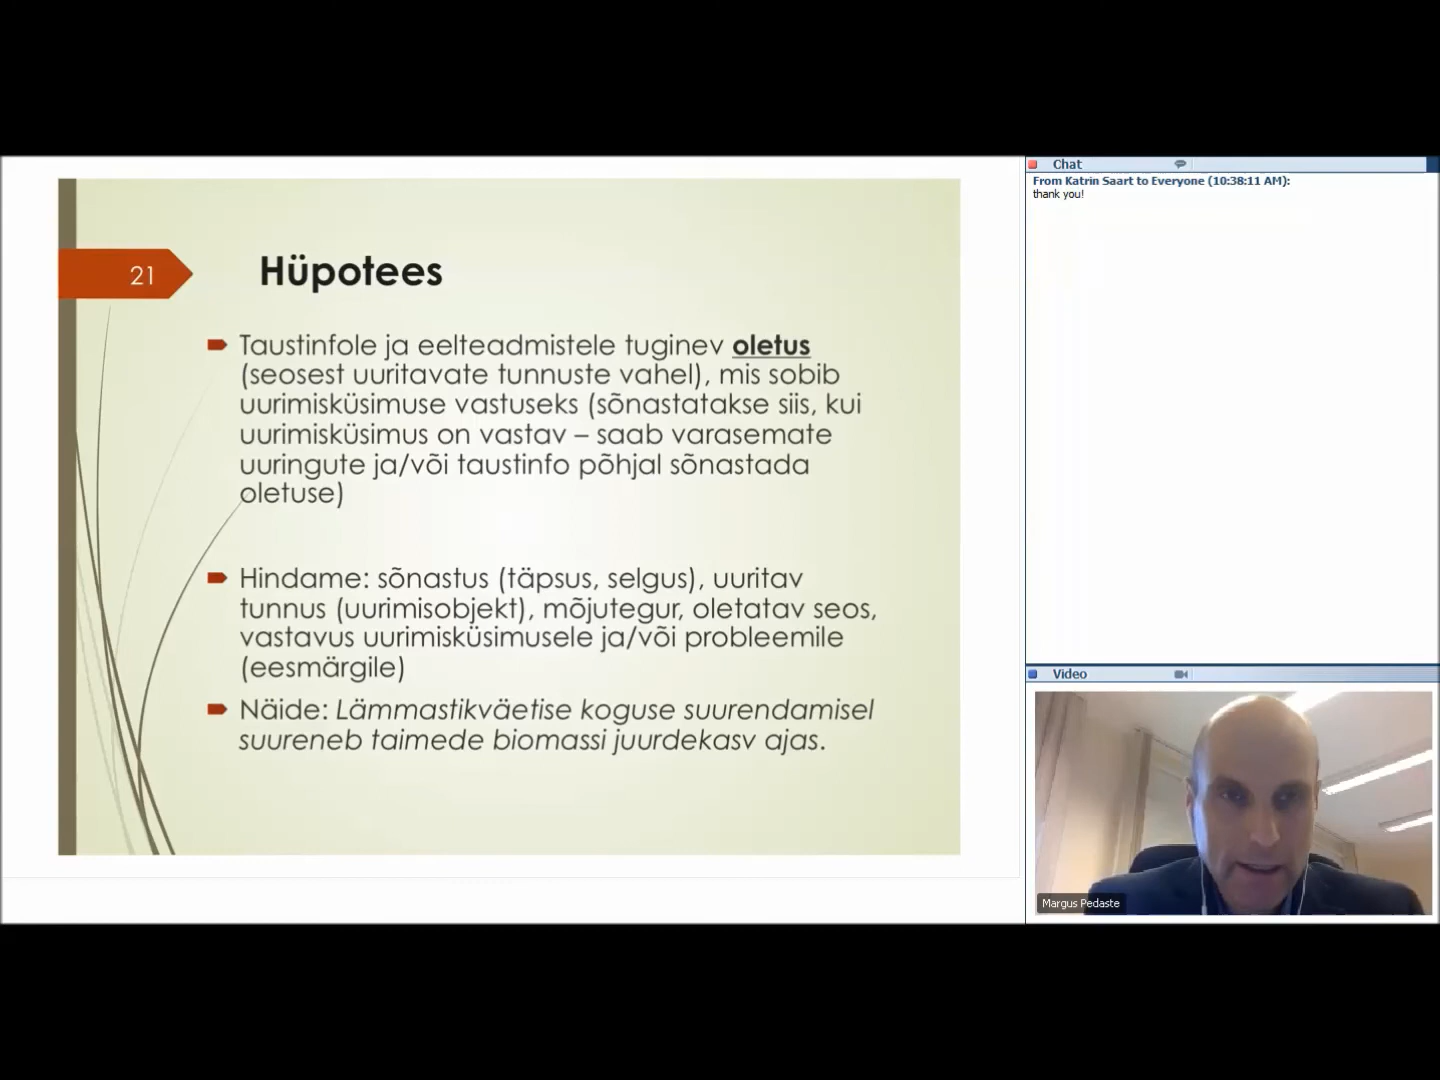 21
Hüpotees
Taustinfole ja eelteadmistele tuginev oletus
(seosest uuritavate tunnuste vahel), mis sobib
uurimisküsimuse vastuseks (sõnastatakse siis, kui
uurimisküsimus on vastav – saab varasemate
uuringute ja/või taustinfo põhjal sõnastada
oletuse)
Hindame: sõnastus (täpsus, selgus), uuritav
tunnus (uurimisobjekt), mõjutegur, oletatav seos,
vastavus uurimisküsimusele ja/või probleemile
(eesmärgile)
Näide: Lämmastikväetise koguse suurendamisel
suureneb taimede biomassi juurdekasv ajas.
Chat
From Katrin Saart to Everyone (10:38:11 AM):
thank you!
Video
Margus Pedaste